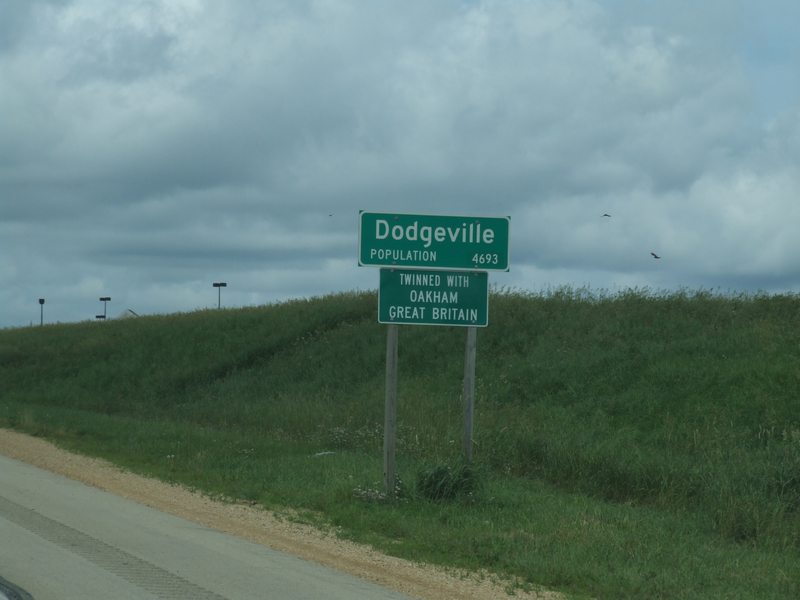 Dodgeville
POPULATION 4693
TWINNED WITH
OAKHAM
GREAT BRITAIN